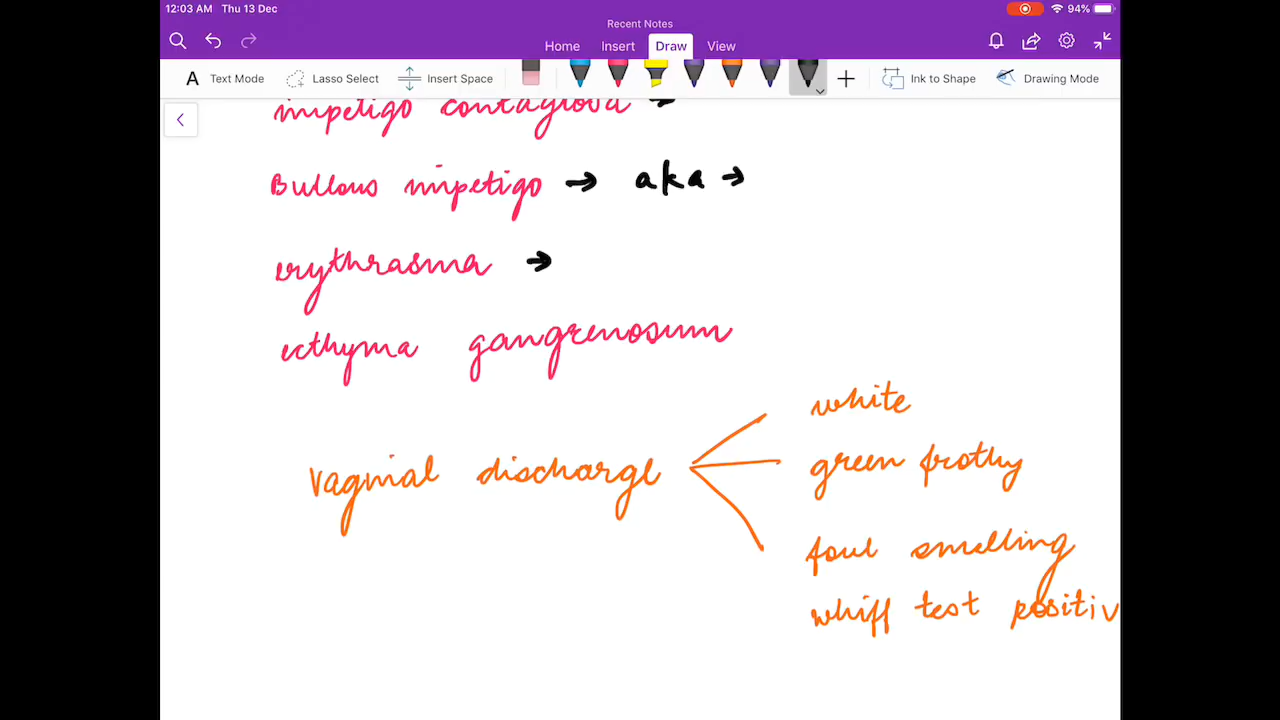 12:03 AM Thu 13 Dec
94%
Recent Notes
Home Insert Draw View
A Text Mode Lasso Select Insert Space Ink to Shape Drawing Mode
impetigo contagiosa →
Bullous impetigo → aka →
erythrasma →
ecthyma gangrenosum
white
vaginal discharge
green frothy
foul smelling
whiff test positiv